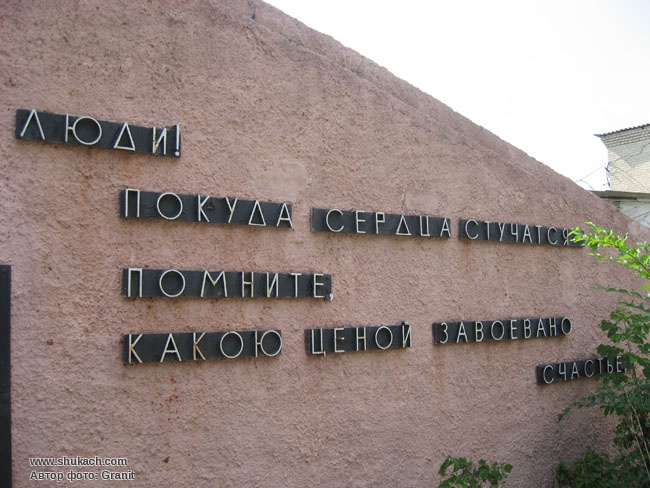 ЛЮДИ!
ПОКУДА СЕРДЦА СТУЧАТСЯ
ПОМНИТЕ,
КАКОЮ ЦЕНОЙ ЗАВОЕВАНО
СЧАСТЬЕ,
www.shukach.com
Автор фото- Granit